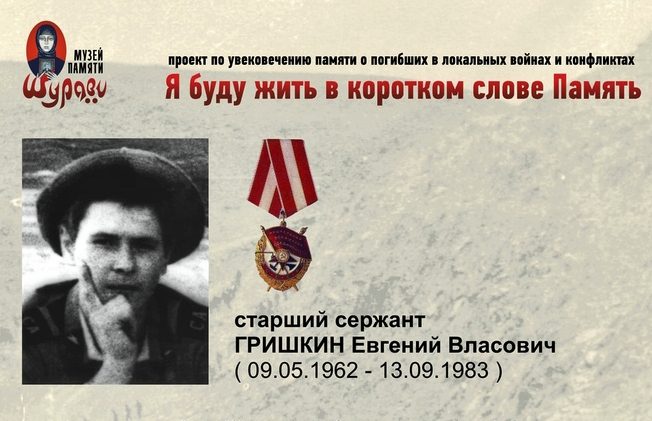 МУЗЕЙ
ПАМЯТИ
Шурави
проект по увековечению памяти о погибших в локальных войнах и конфликтах
Я буду жить в коротком слове Память
старший сержант
ГРИШКИН Евгений Власович
( 09.05.1962 - 13.09.1983 )